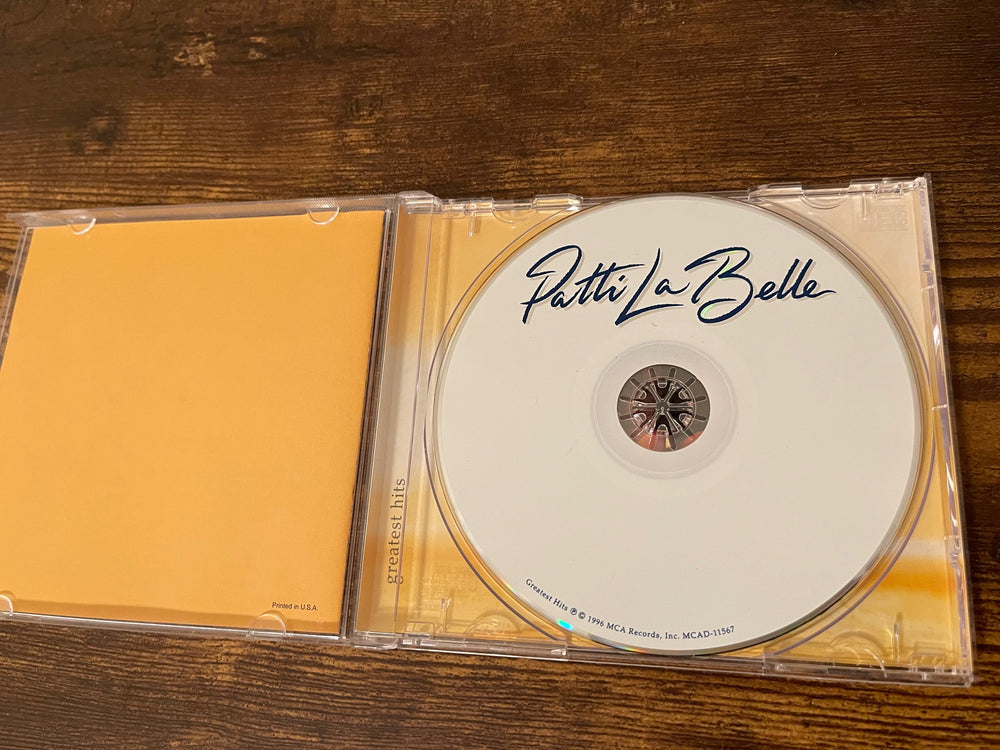 Patti LaBelle
greatest hits
Printed in U.S.A.
Greatest Hits ℗ © 1996 MCA Records, Inc. MCAD-11567